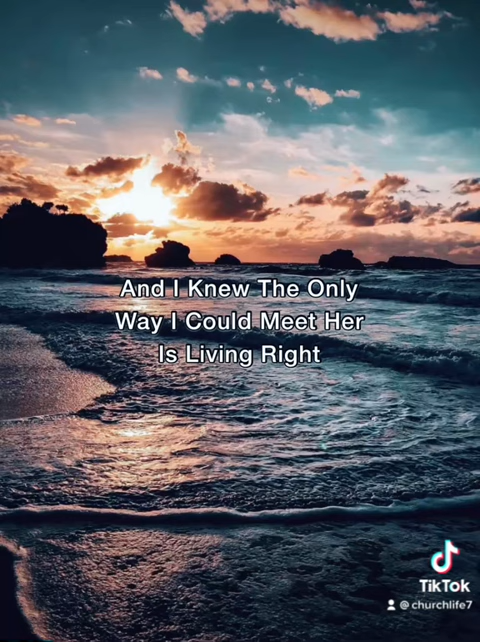 And I Knew The Only
Way I Could Meet Her
Is Living Right
TikTok
@ churchlife7